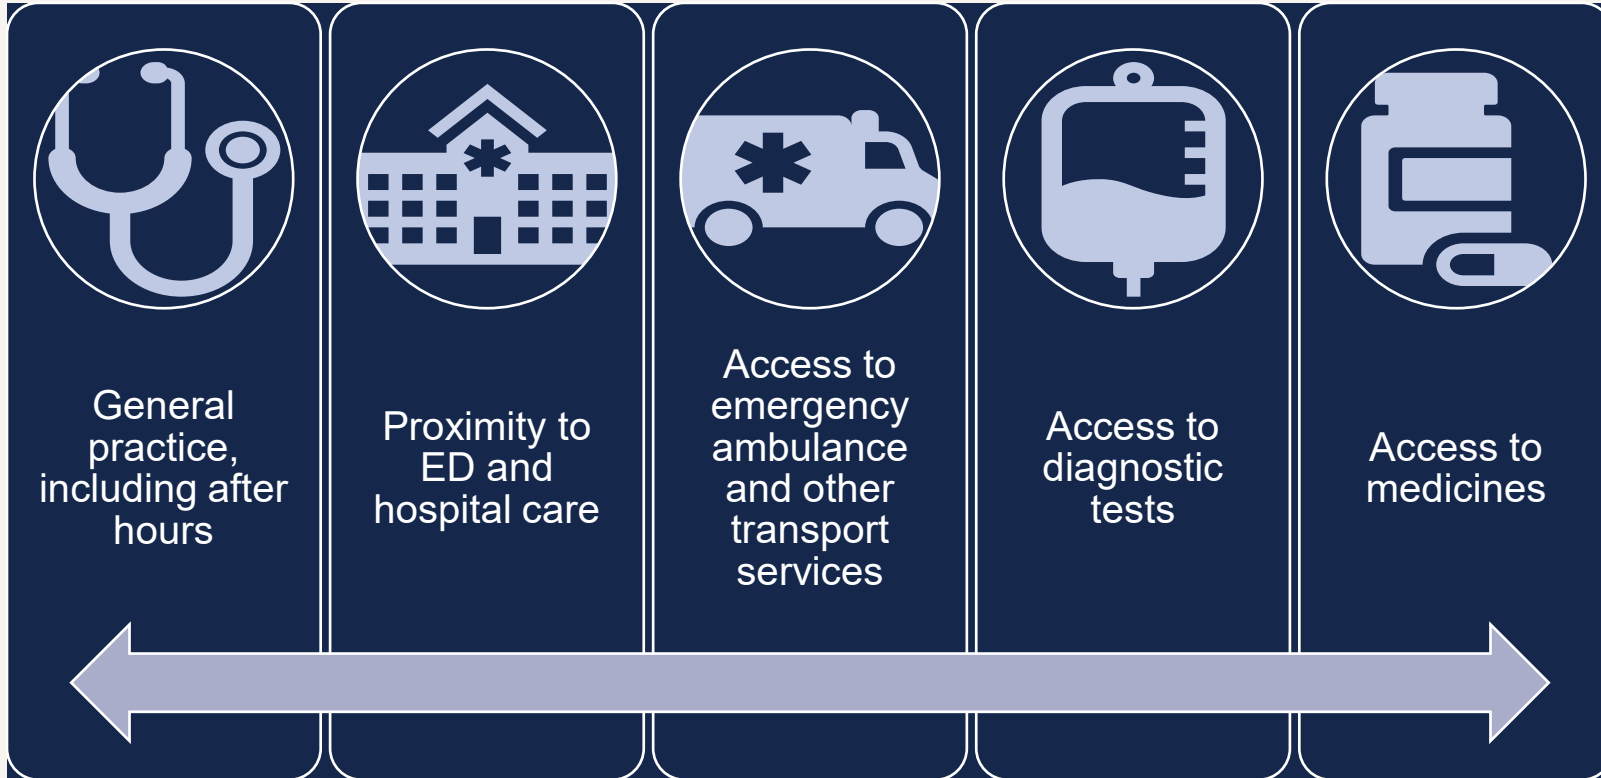 General
practice,
including after
hours
Proximity to
ED and
hospital care
Access to
emergency
ambulance
and other
transport
services
Access to
diagnostic
tests
Access to
medicines